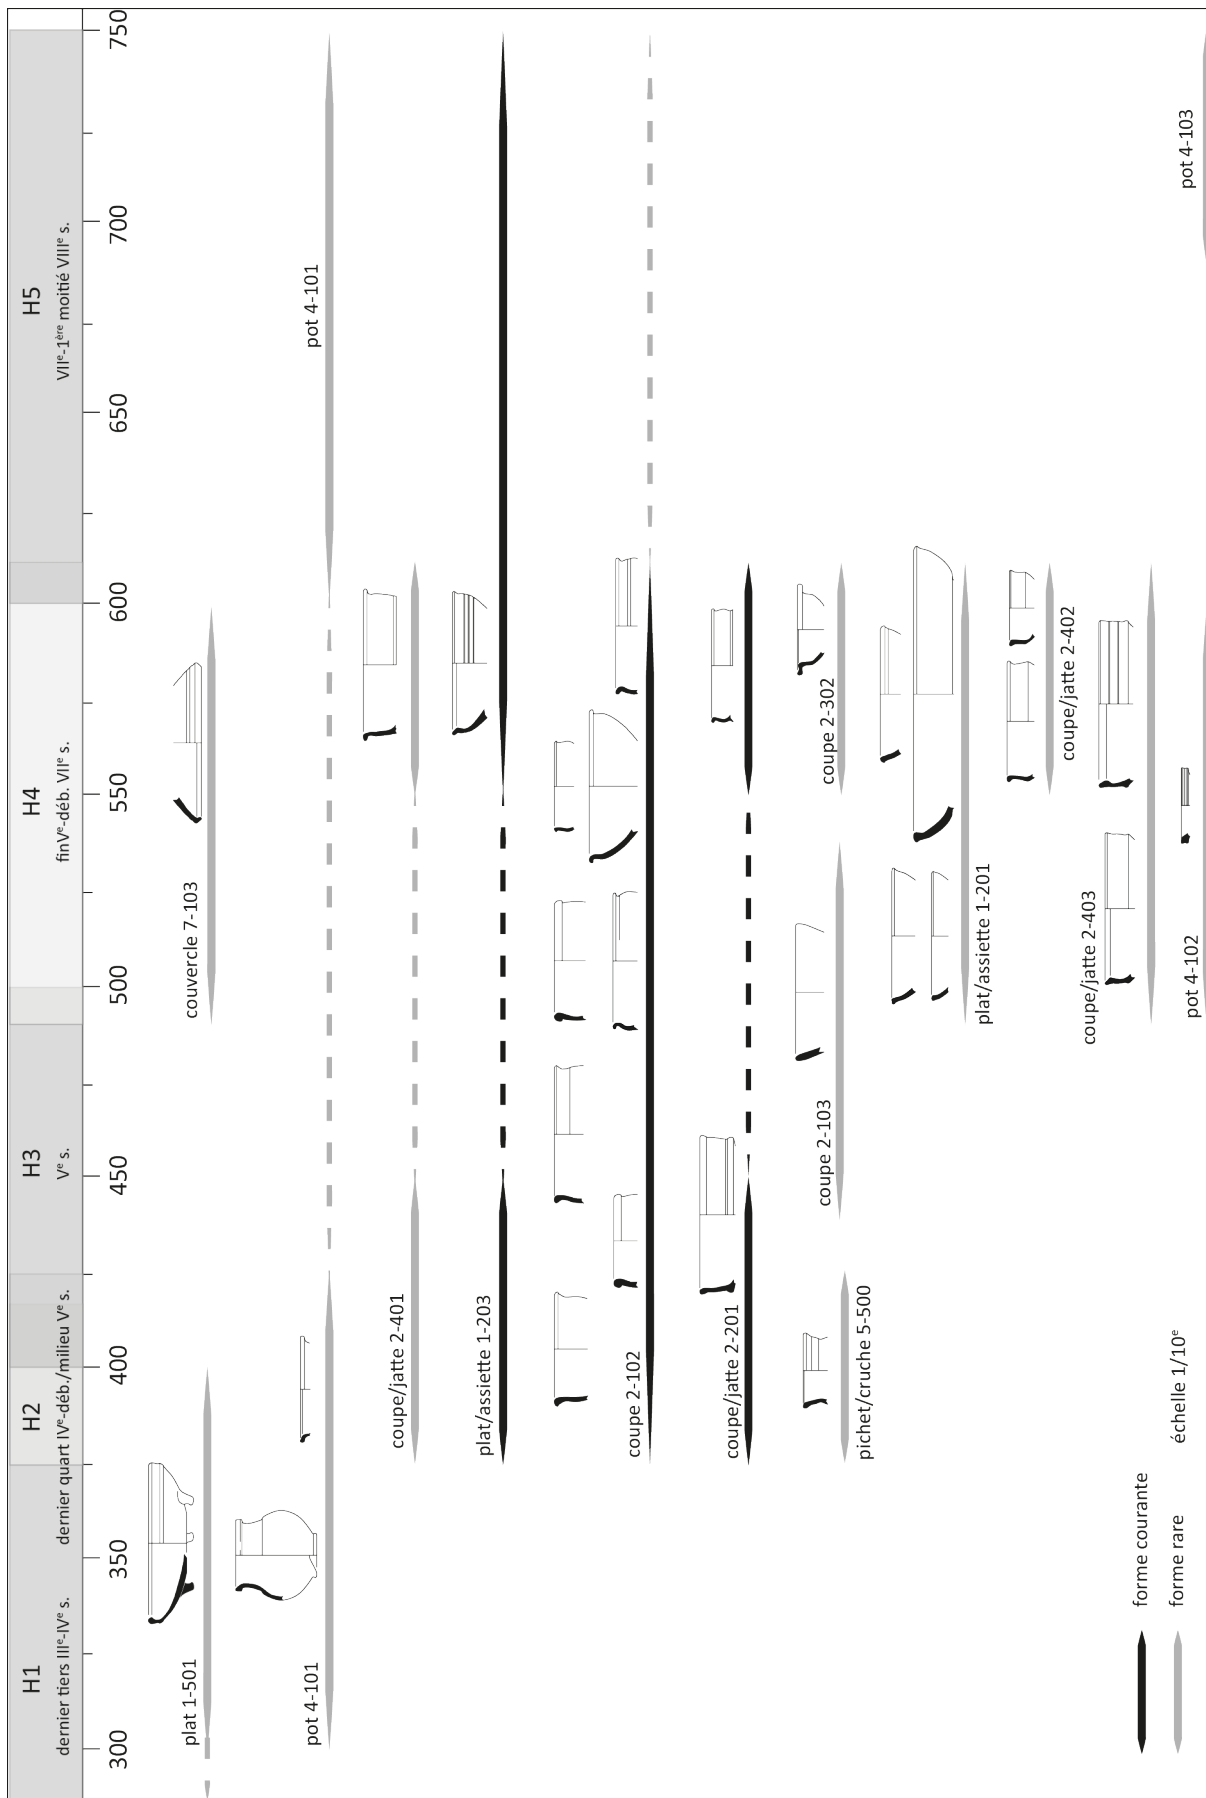 H1
dernier tiers IIIe-IVe s.
H2
dernier quart IVe-déb./milieu Ve s.
H3
Ve s.
H4
finVe-déb. VIIe s.
H5
VIIe-1ère moitié VIIIe s.
300
350
400
450
500
550
600
650
700
750
plat 1-501
couvercle 7-103
pot 4-101
pot 4-101
coupe/jatte 2-401
plat/assiette 1-203
coupe 2-102
coupe/jatte 2-201
coupe 2-103
coupe 2-302
pichet/cruche 5-500
plat/assiette 1-201
coupe/jatte 2-402
coupe/jatte 2-403
pot 4-102
pot 4-103
forme courante
forme rare
échelle 1/10e